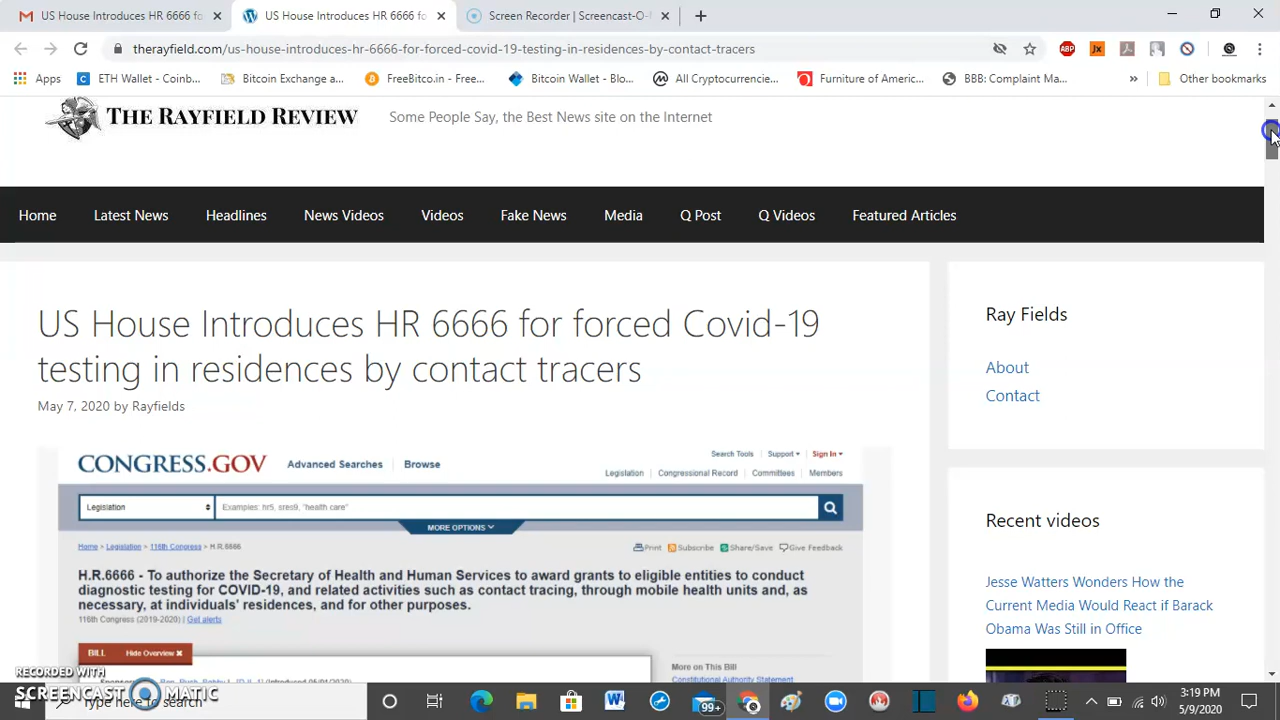 US House Introduces HR 6666 fo
US House Introduces HR 6666 fo
Screen Recorder | Screencast-O-M
therayfield.com/us-house-introduces-hr-6666-for-forced-covid-19-testing-in-residences-by-contact-tracers
Apps
ETH Wallet - Coinb...
Bitcoin Exchange a...
FreeBitco.in - Free...
Bitcoin Wallet - Blo...
All Cryptocurrencie...
Furniture of Americ...
BBB: Complaint Ma...
Other bookmarks
THE RAYFIELD REVIEW
Some People Say, the Best News site on the Internet
Home Latest News Headlines News Videos Videos Fake News Media Q Post Q Videos Featured Articles
US House Introduces HR 6666 for forced Covid-19
testing in residences by contact tracers
May 7, 2020 by Rayfields
CONGRESS.GOV Advanced Searches Browse
Search Tools Support Sign In
Legislation Congressional Record Committees Members
Legislation Examples: hr5, sres9, "health care"
MORE OPTIONS
Home > Legislation > 116th Congress > H.R.6666
Print Subscribe Share/Save Give Feedback
H.R.6666 - To authorize the Secretary of Health and Human Services to award grants to eligible entities to conduct
diagnostic testing for COVID-19, and related activities such as contact tracing, through mobile health units and, as
necessary, at individuals' residences, and for other purposes.
116th Congress (2019-2020) | Get alerts
BILL Hide Overview ×
More on This Bill
Constitutional Authority Statement
Ray Fields
About
Contact
Recent videos
Jesse Watters Wonders How the
Current Media Would React if Barack
Obama Was Still in Office
RECORDED WITH
SCREENCAST MATIC
Type here to search
99+
3:19 PM
5/9/2020